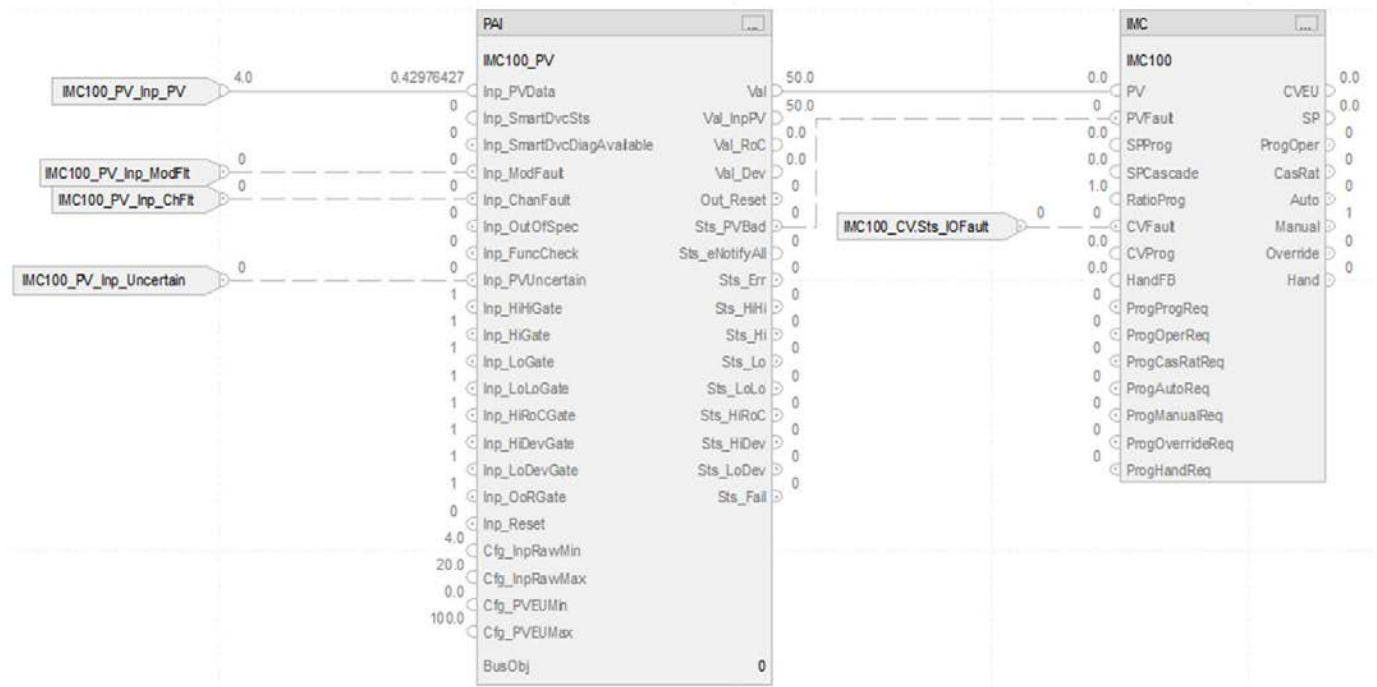 PAI ...
IMC100_PV
IMC100_PV_Inp_PV 4.0 0.42976427 Inp_PVData Val 50.0
0 Inp_SmartDvcSts Val_InpPV 50.0
0 Inp_SmartDvcDiagAvailable Val_RoC 0.0
IMC100_PV_Inp_ModFlt 0 0 Inp_ModFault Val_Dev 0.0
IMC100_PV_Inp_ChFlt 0 0 Inp_ChanFault Out_Reset 0
0 Inp_OutOfSpec Sts_PVBad 0
0 Inp_FuncCheck Sts_eNotifyAll 0
IMC100_PV_Inp_Uncertain 0 0 Inp_PVUncertain Sts_Err 0
1 Inp_HiHiGate Sts_HiHi 0
1 Inp_HiGate Sts_Hi 0
1 Inp_LoGate Sts_Lo 0
1 Inp_LoLoGate Sts_LoLo 0
1 Inp_HiRoCGate Sts_HiRoC 0
1 Inp_HiDevGate Sts_HiDev 0
1 Inp_LoDevGate Sts_LoDev 0
1 Inp_OoRGate Sts_Fail 0
0 Inp_Reset
4.0 Cfg_InpRawMin
20.0 Cfg_InpRawMax
0.0 Cfg_PVEUMin
100.0 Cfg_PVEUMax
BusObj 0
IMC100_CV.Sts_IOFault 0
IMC ...
IMC100
0.0 PV CVEU 0.0
0 PVFault SP 0.0
0.0 SPProg ProgOper 0
0.0 SPCascade CasRat 0
1.0 RatioProg Auto 0
0 CVFault Manual 1
0.0 CVProg Override 0
0.0 HandFB Hand 0
0 ProgProgReq
0 ProgOperReq
0 ProgCasRatReq
0 ProgAutoReq
0 ProgManualReq
0 ProgOverrideReq
0 ProgHandReq